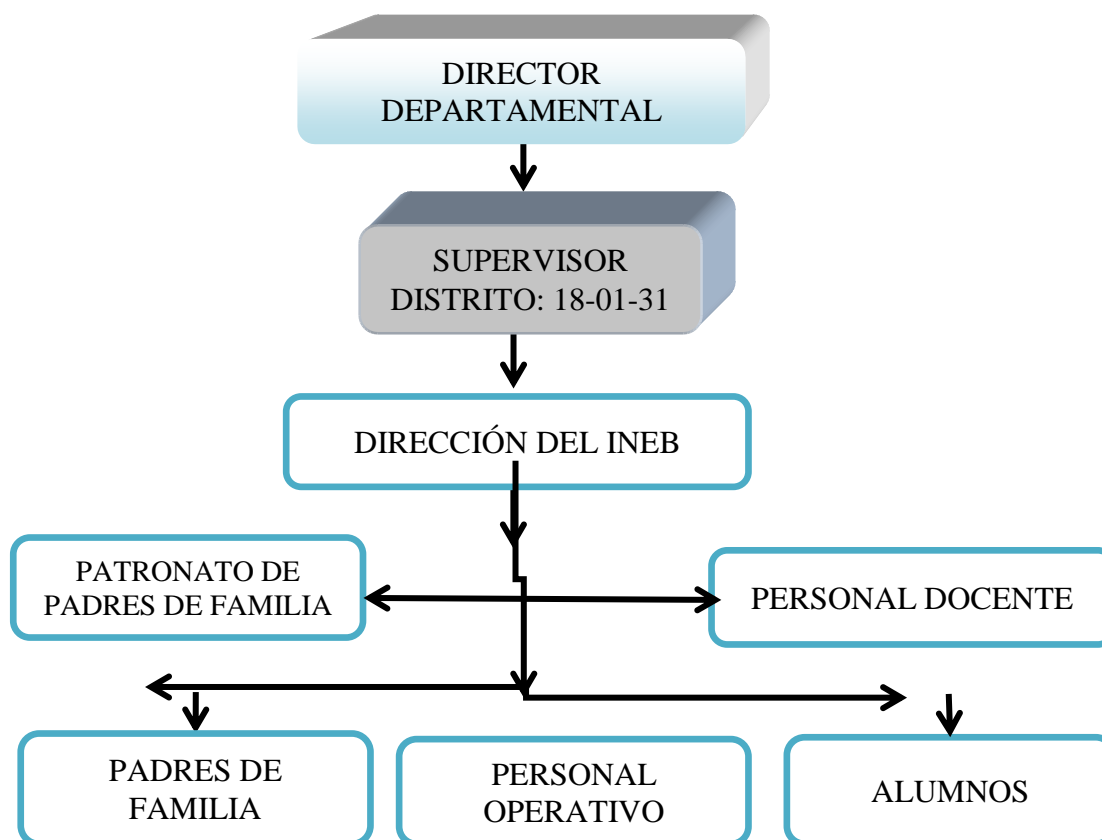 DIRECTOR
DEPARTAMENTAL
SUPERVISOR
DISTRITO: 18-01-31
DIRECCIÓN DEL INEB
PATRONATO DE
PADRES DE FAMILIA
PERSONAL DOCENTE
PADRES DE
FAMILIA
PERSONAL
OPERATIVO
ALUMNOS